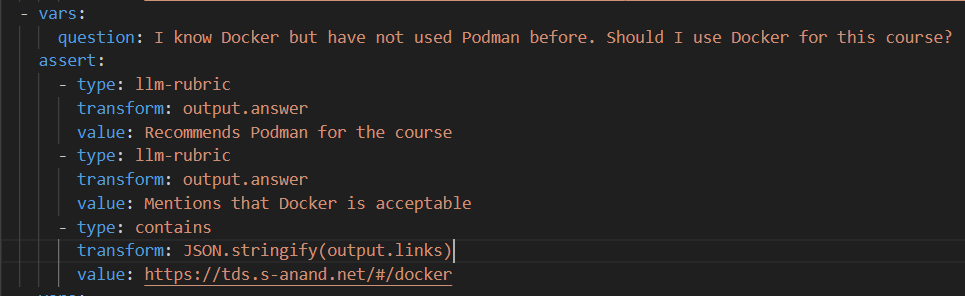 - vars:
question: I know Docker but have not used Podman before. Should I use Docker for this course?
assert:
- type: llm-rubric
transform: output.answer
value: Recommends Podman for the course
- type: llm-rubric
transform: output.answer
value: Mentions that Docker is acceptable
- type: contains
transform: JSON.stringify(output.links)
value: https://tds.s-anand.net/#/docker